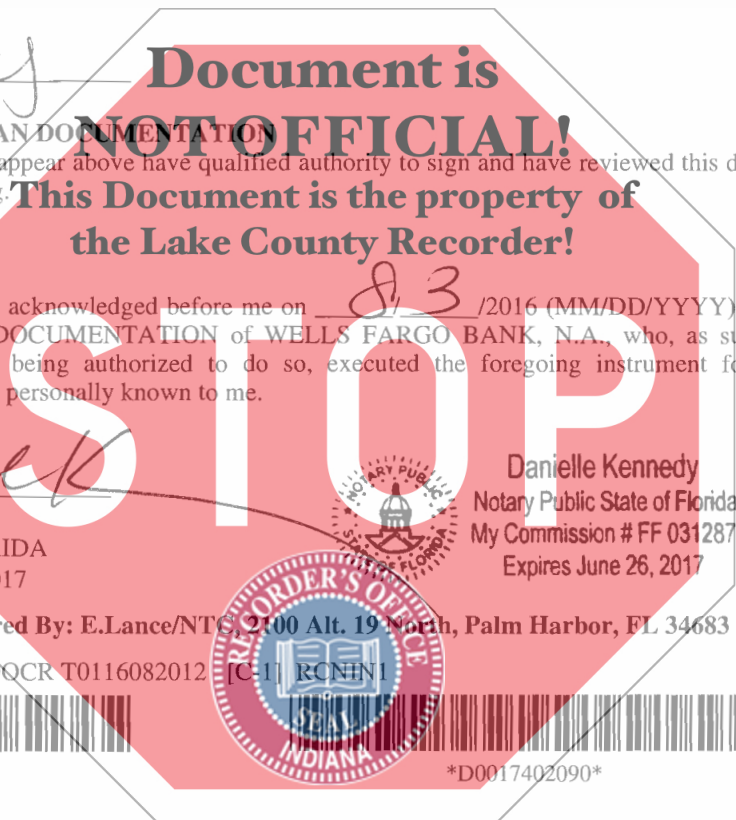 Document is
AN DOCUMENTATION
NOT OFFICIAL!
appear above have qualified authority to sign and have reviewed this d
This Document is the property of
the Lake County Recorder!
acknowledged before me on 8/3 /2016 (MM/DD/YYYY)
DOCUMENTATION of WELLS FARGO BANK, N.A., who, as su
being authorized to do so, executed the foregoing instrument fo
personally known to me.
STOP
NOTARY PUBLIC
STATE OF FLORIDA
Danielle Kennedy
Notary Public State of Florida
My Commission # FF 031287
Expires June 26, 2017
IDA
17
RECORDER'S OFFICE
SEAL
INDIANA
ed By: E.Lance/NTC, 2100 Alt. 19 North, Palm Harbor, FL 34683
OCR T0116082012 [C-1] RCNIN1
*D0017402090*